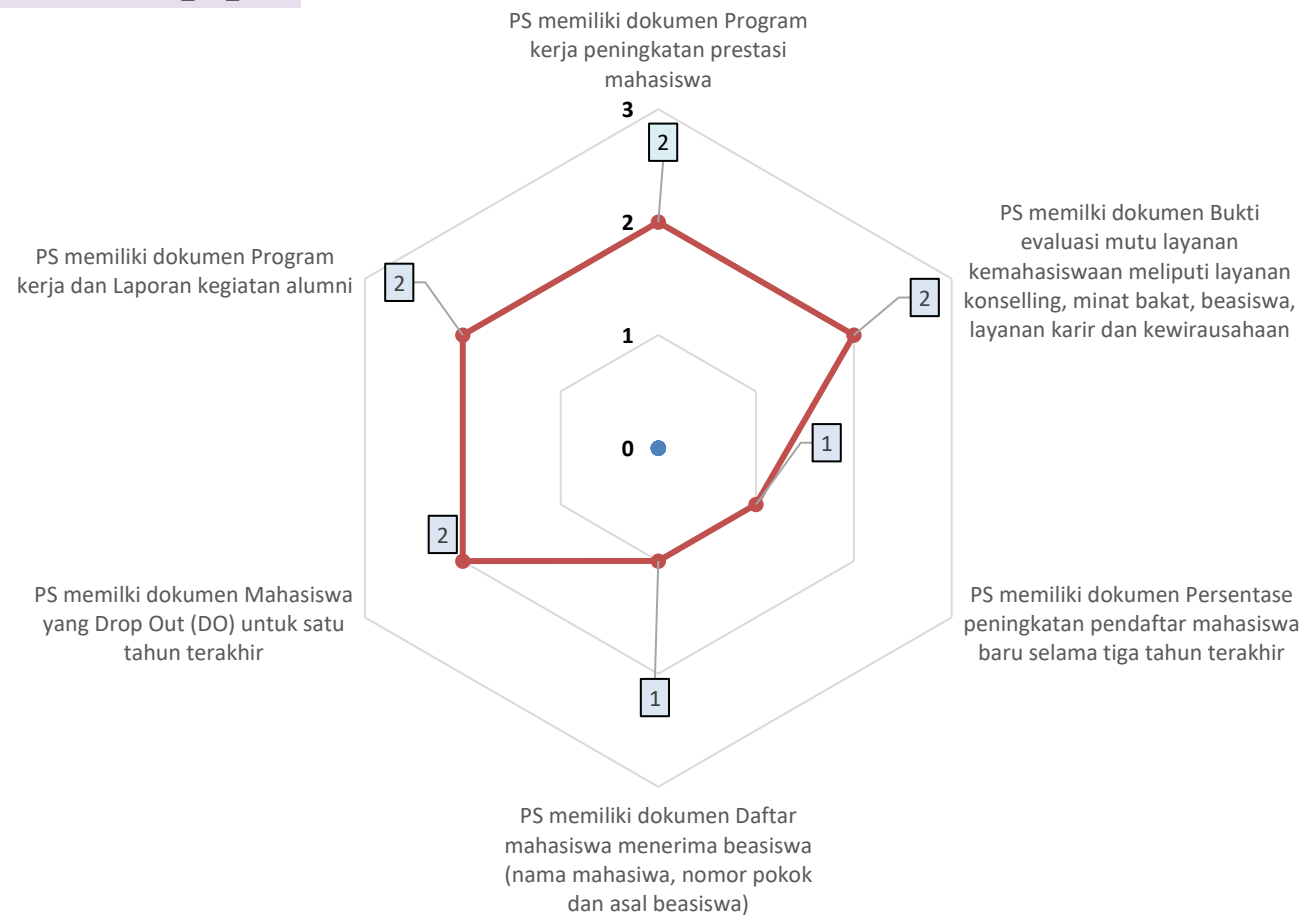 PS memiliki dokumen Program
kerja peningkatan prestasi
mahasiswa
3
2
2
PS memilki dokumen Bukti
evaluasi mutu layanan
kemahasiswaan meliputi layanan
konselling, minat bakat, beasiswa,
layanan karir dan kewirausahaan
2
PS memiliki dokumen Program
kerja dan Laporan kegiatan alumni
2
1
0
1
PS memiliki dokumen Persentase
peningkatan pendaftar mahasiswa
baru selama tiga tahun terakhir
2
PS memilki dokumen Mahasiswa
yang Drop Out (DO) untuk satu
tahun terakhir
1
PS memiliki dokumen Daftar
mahasiswa menerima beasiswa
(nama mahasiwa, nomor pokok
dan asal beasiswa)